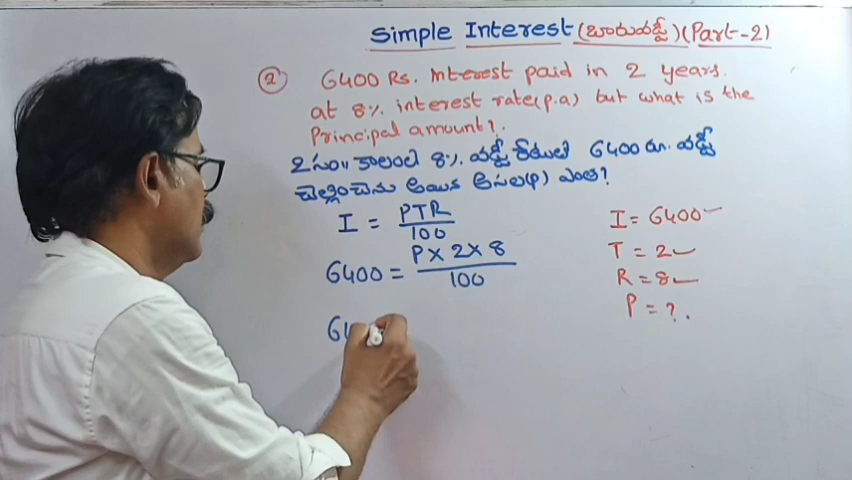 Simple Interest (బారువడ్డీ) (Part-2)
② 6400 Rs. Interest paid in 2 years.
at 8% interest rate(p.a) but what is the
Principal amount?.
2 సం॥ కాలంలో 8% వడ్డీ రేటుతో 6400 రూ. వడ్డీ
చెల్లించెను అయిన అసలు(P) ఎంత?
I = PTR/100
6400 = P X 2 X 8/100
I = 6400
T = 2
R = 8
P = ?.